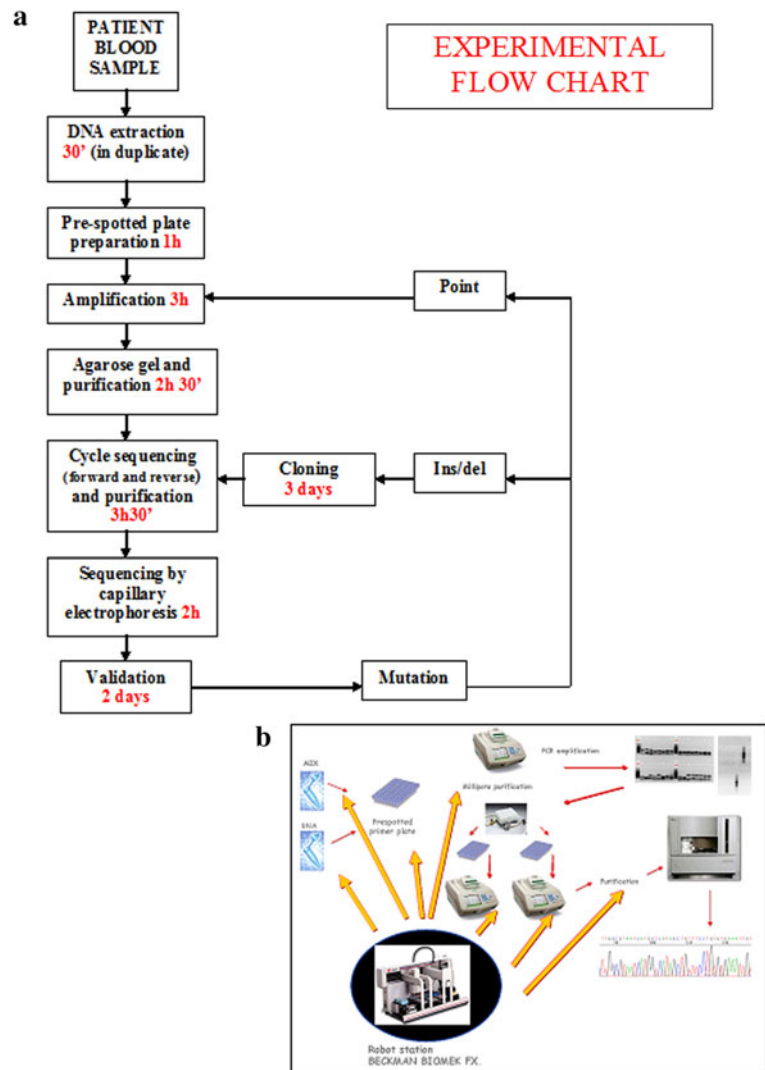 a
PATIENT
BLOOD
SAMPLE
EXPERIMENTAL
FLOW CHART
DNA extraction
30’ (in duplicate)
Pre-spotted plate
preparation 1h
Amplification 3h
Point
Agarose gel and
purification 2h 30’
Cycle sequencing
(forward and reverse)
and purification
3h30’
Cloning
3 days
Ins/del
Sequencing by
capillary
electrophoresis 2h
Validation
2 days
Mutation
b
PCR amplification
MIX
Millipore purification
DNA
Prespotted
primer plate
Purification
Robot station
BECKMAN BIOMEK FX.